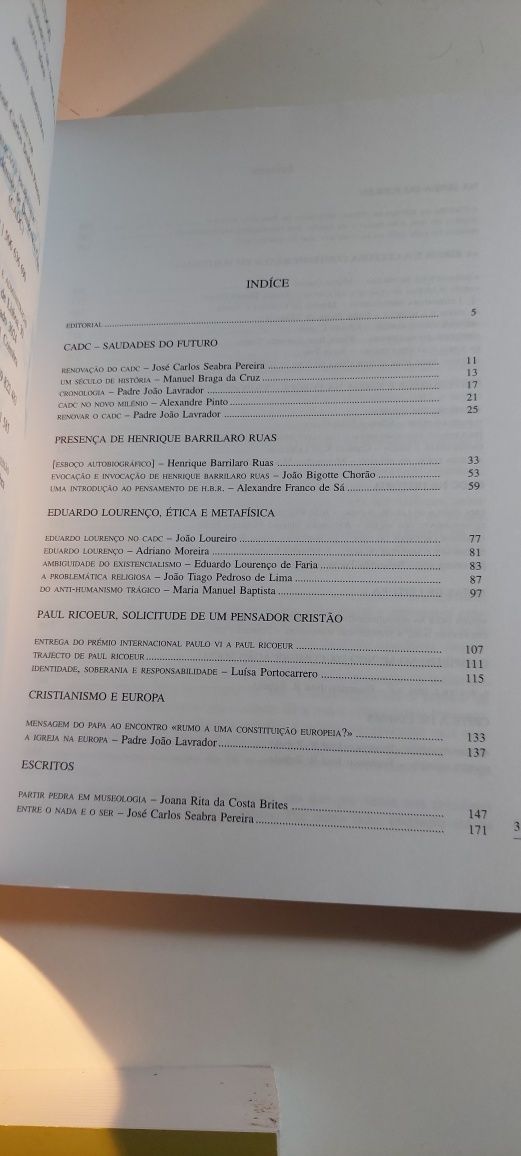 INDÍCE
EDITORIAL ........ 5
CADC – SAUDADES DO FUTURO
RENOVAÇÃO DO CADC – José Carlos Seabra Pereira ........ 11
UM SÉCULO DE HISTÓRIA – Manuel Braga da Cruz ........ 13
CRONOLOGIA – Padre João Lavrador ........ 17
CADC NO NOVO MILÉNIO – Alexandre Pinto ........ 21
RENOVAR O CADC – Padre João Lavrador ........ 25
PRESENÇA DE HENRIQUE BARRILARO RUAS
[ESBOÇO AUTOBIOGRÁFICO] – Henrique Barrilaro Ruas ........ 33
EVOCAÇÃO E INVOCAÇÃO DE HENRIQUE BARRILARO RUAS – João Bigotte Chorão ........ 53
UMA INTRODUÇÃO AO PENSAMENTO DE H.B.R. – Alexandre Franco de Sá ........ 59
EDUARDO LOURENÇO, ÉTICA E METAFÍSICA
EDUARDO LOURENÇO NO CADC – João Loureiro ........ 77
EDUARDO LOURENÇO – Adriano Moreira ........ 81
AMBIGUIDADE DO EXISTENCIALISMO – Eduardo Lourenço de Faria ........ 83
A PROBLEMÁTICA RELIGIOSA – João Tiago Pedroso de Lima ........ 87
DO ANTI-HUMANISMO TRÁGICO – Maria Manuel Baptista ........ 97
PAUL RICOEUR, SOLICITUDE DE UM PENSADOR CRISTÃO
ENTREGA DO PRÉMIO INTERNACIONAL PAULO VI A PAUL RICOEUR ........ 107
TRAJECTO DE PAUL RICOEUR ........ 111
IDENTIDADE, SOBERANIA E RESPONSABILIDADE – Luísa Portocarrero ........ 115
CRISTIANISMO E EUROPA
MENSAGEM DO PAPA AO ENCONTRO «RUMO A UMA CONSTITUIÇÃO EUROPEIA?» ........ 133
A IGREJA NA EUROPA – Padre João Lavrador ........ 137
ESCRITOS
PARTIR PEDRA EM MUSEOLOGIA – Joana Rita da Costa Brites ........ 147
ENTRE O NADA E O SER – José Carlos Seabra Pereira ........ 171
3